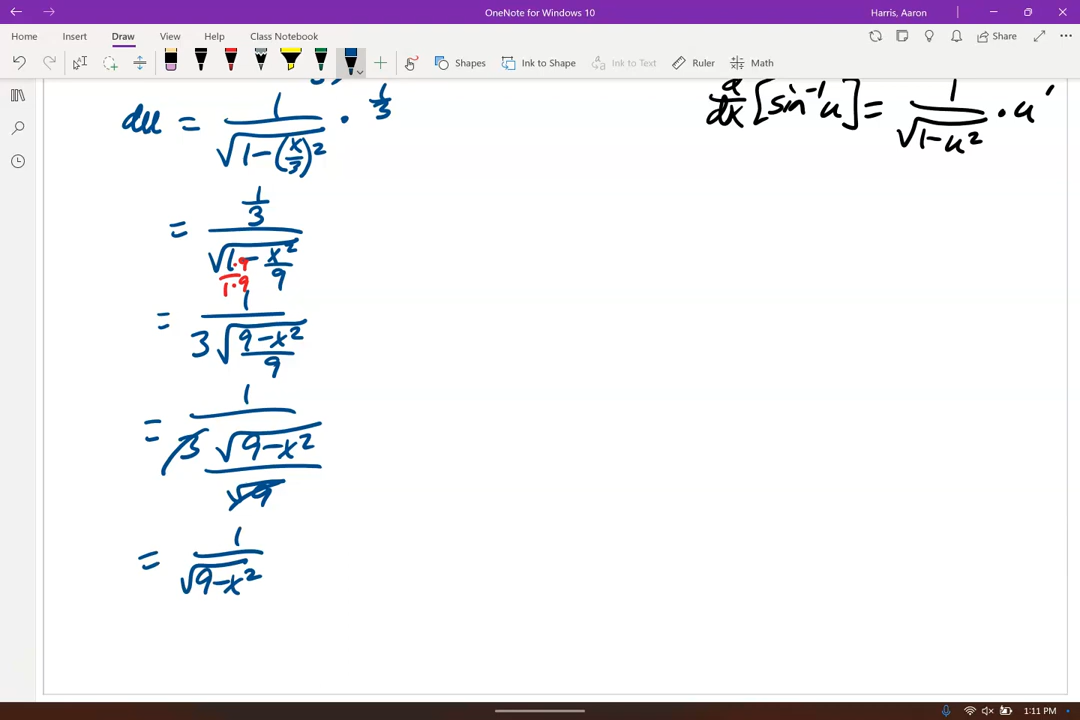 OneNote for Windows 10
Harris, Aaron
Home Insert Draw View Help Class Notebook
Share
Shapes Ink to Shape Ink to Text Ruler Math
du = 1/√(1-(x/3)²) · 1/3
d/dx [sin⁻¹u] = 1/√(1-u²) · u'
= (1/3)/√(1·9/1·9 - x²/9)
= 1/(3√((9-x²)/9))
= 1/(3 √(9-x²)/√9)
= 1/√(9-x²)
1:11 PM